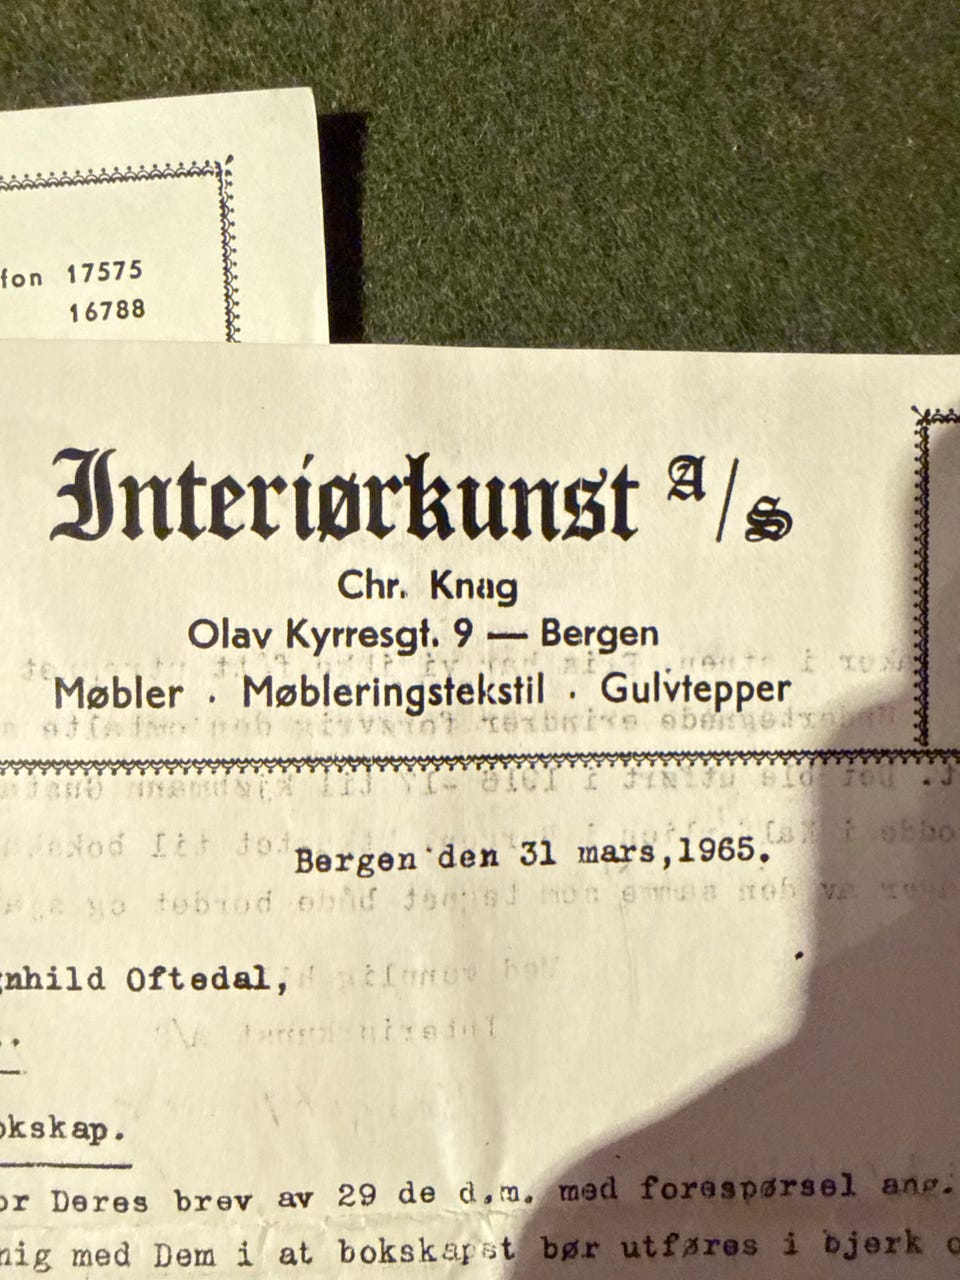 fon 17575
16788
Interiørkunst A/S
Chr. Knag
Olav Kyrresgt. 9 — Bergen
Møbler . Møbleringstekstil . Gulvtepper
Bergen den 31 mars,1965.
gnhild Oftedal,
okskap.
or Deres brev av 29 de d.m. med forespørsel ang.
nig med Dem i at bokskapet bør utføres i bjerk